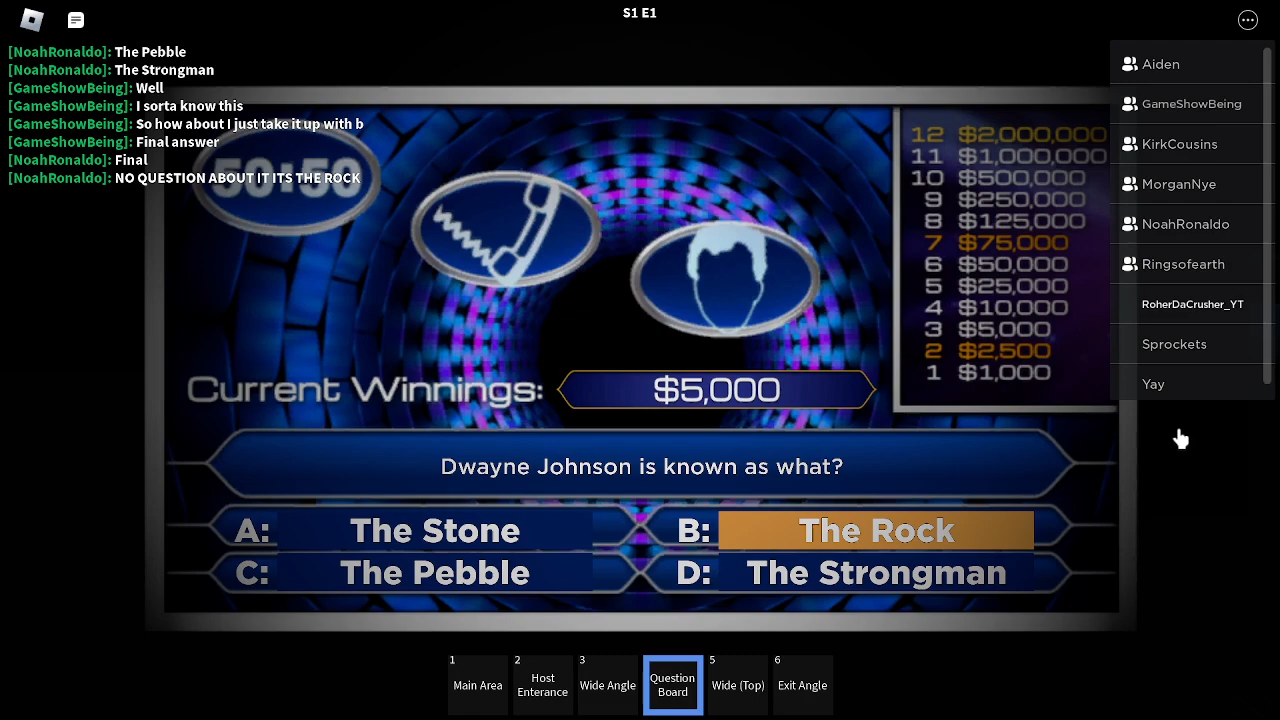 S1 E1
[NoahRonaldo]: The Pebble
[NoahRonaldo]: The Strongman
[GameShowBeing]: Well
[GameShowBeing]: I sorta know this
[GameShowBeing]: So how about I just take it up with b
[GameShowBeing]: Final answer
[NoahRonaldo]: Final
[NoahRonaldo]: NO QUESTION ABOUT IT ITS THE ROCK
50:50
Aiden
GameShowBeing
KirkCousins
MorganNye
NoahRonaldo
Ringsofearth
RoherDaCrusher_YT
Sprockets
Yay
12 $2,000,000
11 $1,000,000
10 $500,000
9 $250,000
8 $125,000
7 $75,000
6 $50,000
5 $25,000
4 $10,000
3 $5,000
2 $2,500
1 $1,000
Current Winnings: $5,000
Dwayne Johnson is known as what?
A: The Stone
B: The Rock
C: The Pebble
D: The Strongman
1 Main Area
2 Host
Enterance
3 Wide Angle
Question
Board
5 Wide (Top)
6 Exit Angle